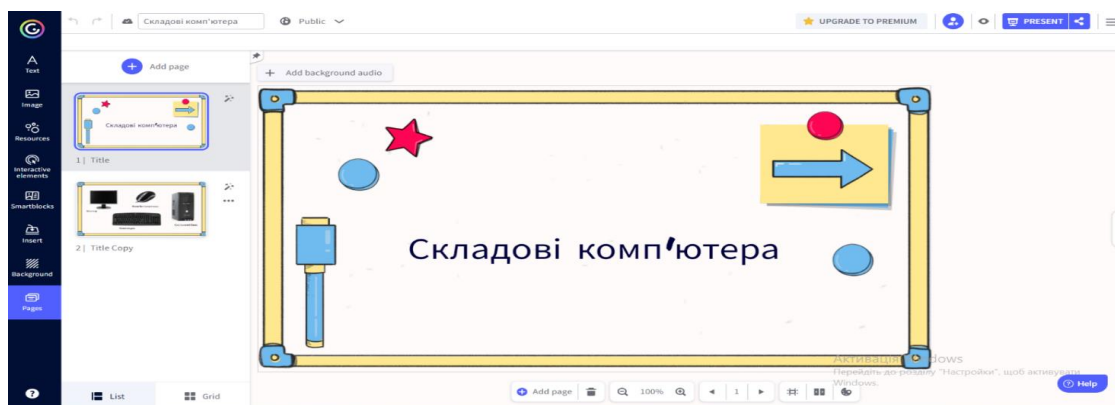 Складові комп'ютера
Public
UPGRADE TO PREMIUM
PRESENT
Text
Image
Resources
Interactive
elements
Smartblocks
Insert
Background
Pages
Add page
Складові комп'ютера
1 | Title
2 | Title Copy
List
Grid
Add background audio
Складові комп'ютера
Активація Windows
Перейдіть до розділу "Настройки", щоб активувати
Windows.
Add page
100%
1
Help